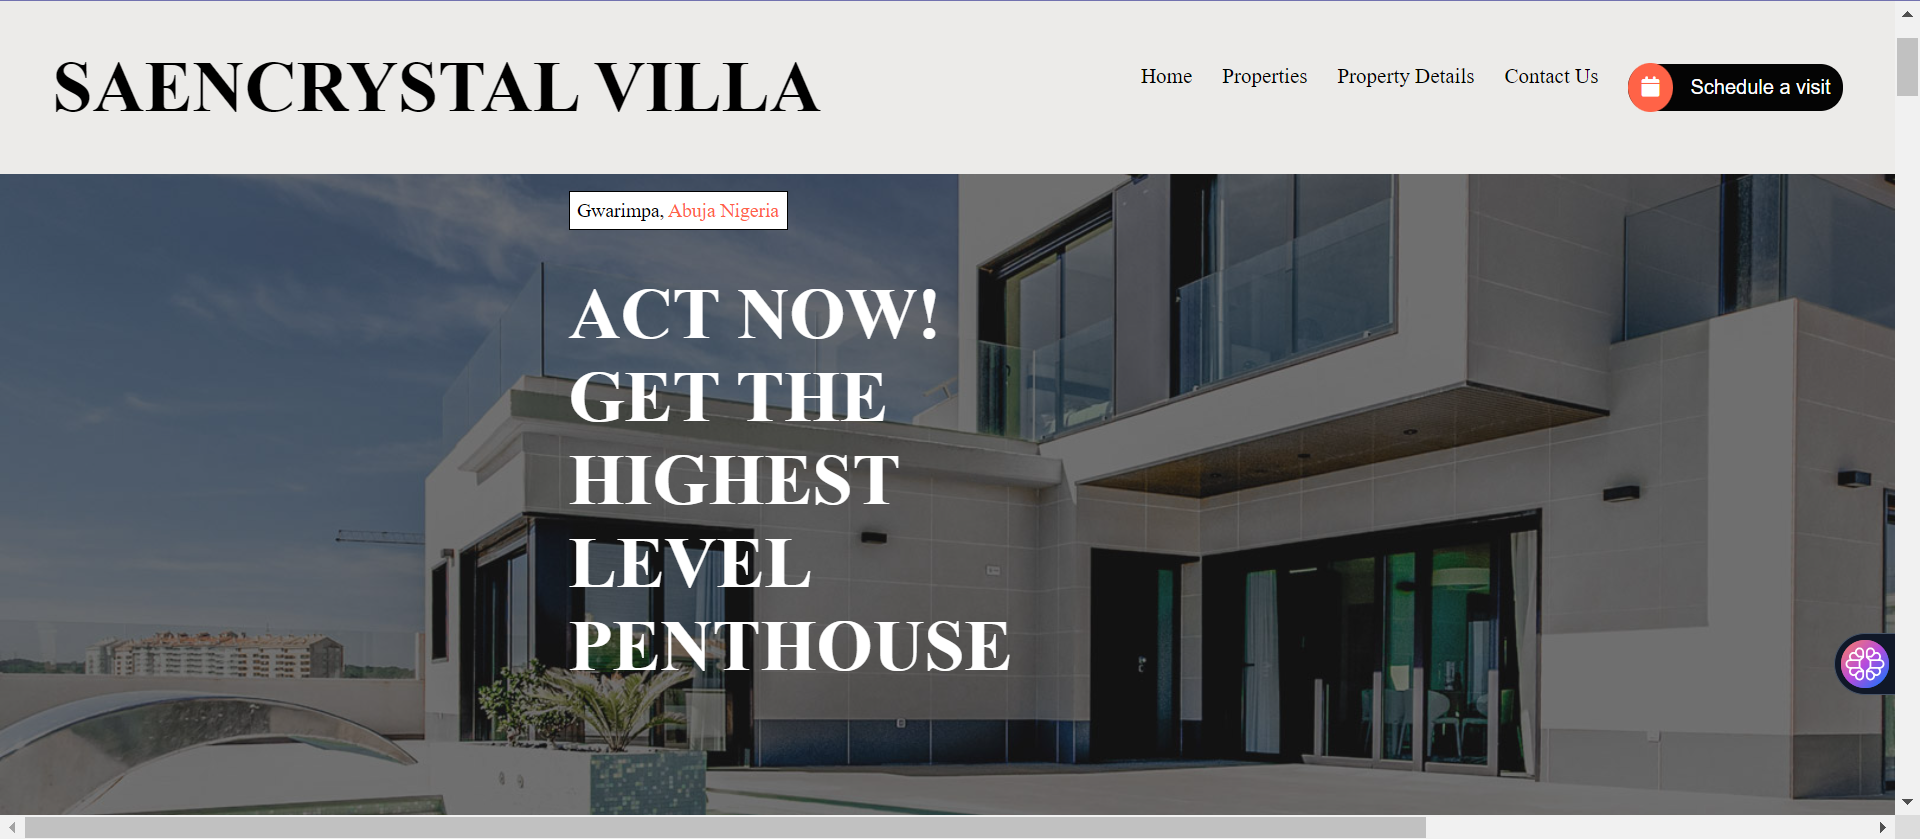 SAENCRYSTAL VILLA
Home
Properties
Property Details
Contact Us
Schedule a visit
Gwarimpa, Abuja Nigeria
ACT NOW!
GET THE
HIGHEST
LEVEL
PENTHOUSE